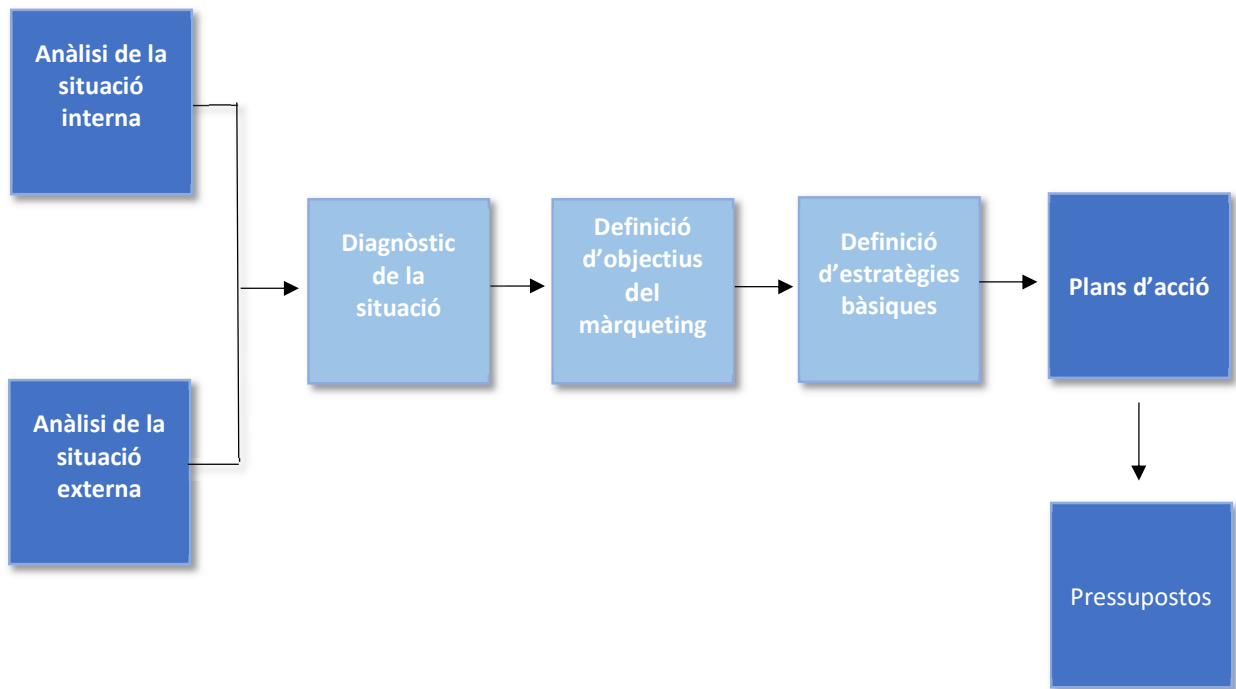 Anàlisi de la
situació
interna
Anàlisi de la
situació
externa
Diagnòstic
de la
situació
Definició
d’objectius
del
màrqueting
Definició
d’estratègies
bàsiques
Plans d’acció
Pressupostos